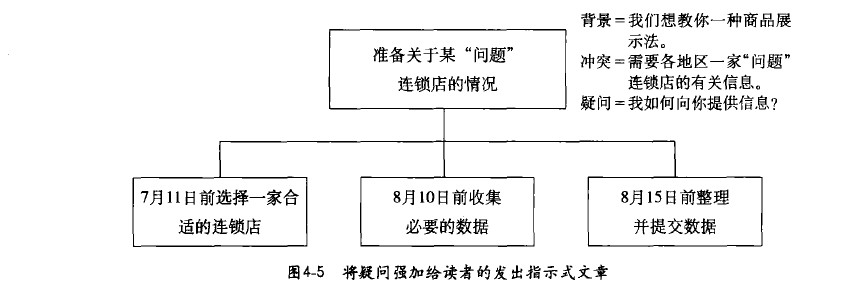 背景=我们想教你一种商品展
示法。
冲突=需要各地区一家“问题”
连锁店的有关信息。
疑问=我如何向你提供信息?
准备关于某“问题”
连锁店的情况
7月11日前选择一家合
适的连锁店
8月10日前收集
必要的数据
8月15日前整理
并提交数据
图4-5 将疑问强加给读者的发出指示式文章